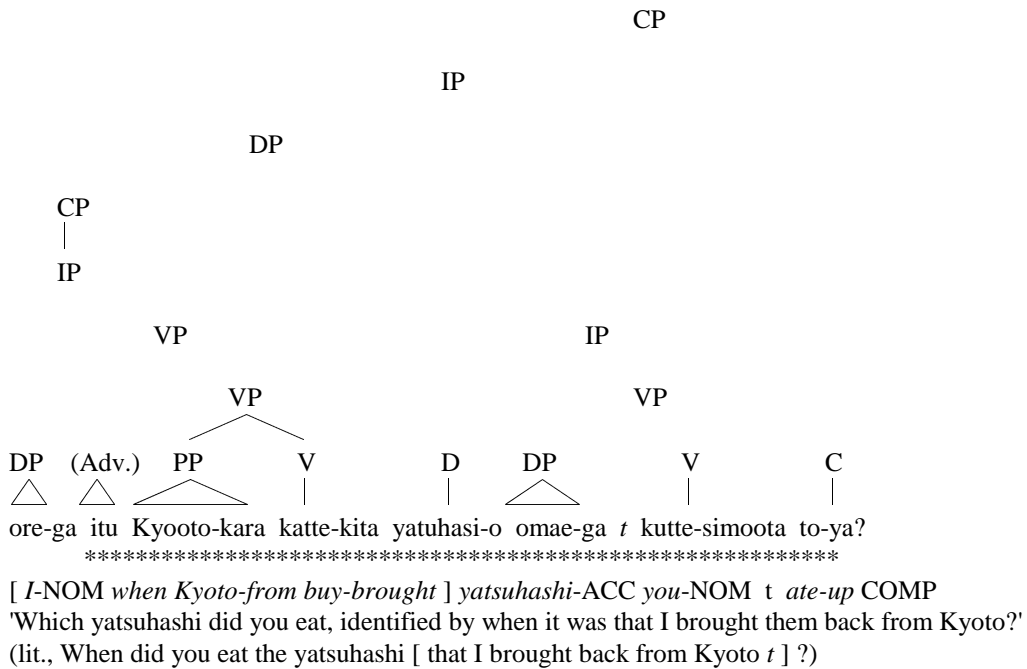 CP
IP
DP
CP
IP
VP IP
VP VP
DP (Adv.) PP V D DP V C
ore-ga itu Kyooto-kara katte-kita yatuhasi-o omae-ga t kutte-simoota to-ya?
***********************************************************
[ I-NOM when Kyoto-from buy-brought ] yatsuhashi-ACC you-NOM t ate-up COMP
'Which yatsuhashi did you eat, identified by when it was that I brought them back from Kyoto?'
(lit., When did you eat the yatsuhashi [ that I brought back from Kyoto t ] ?)